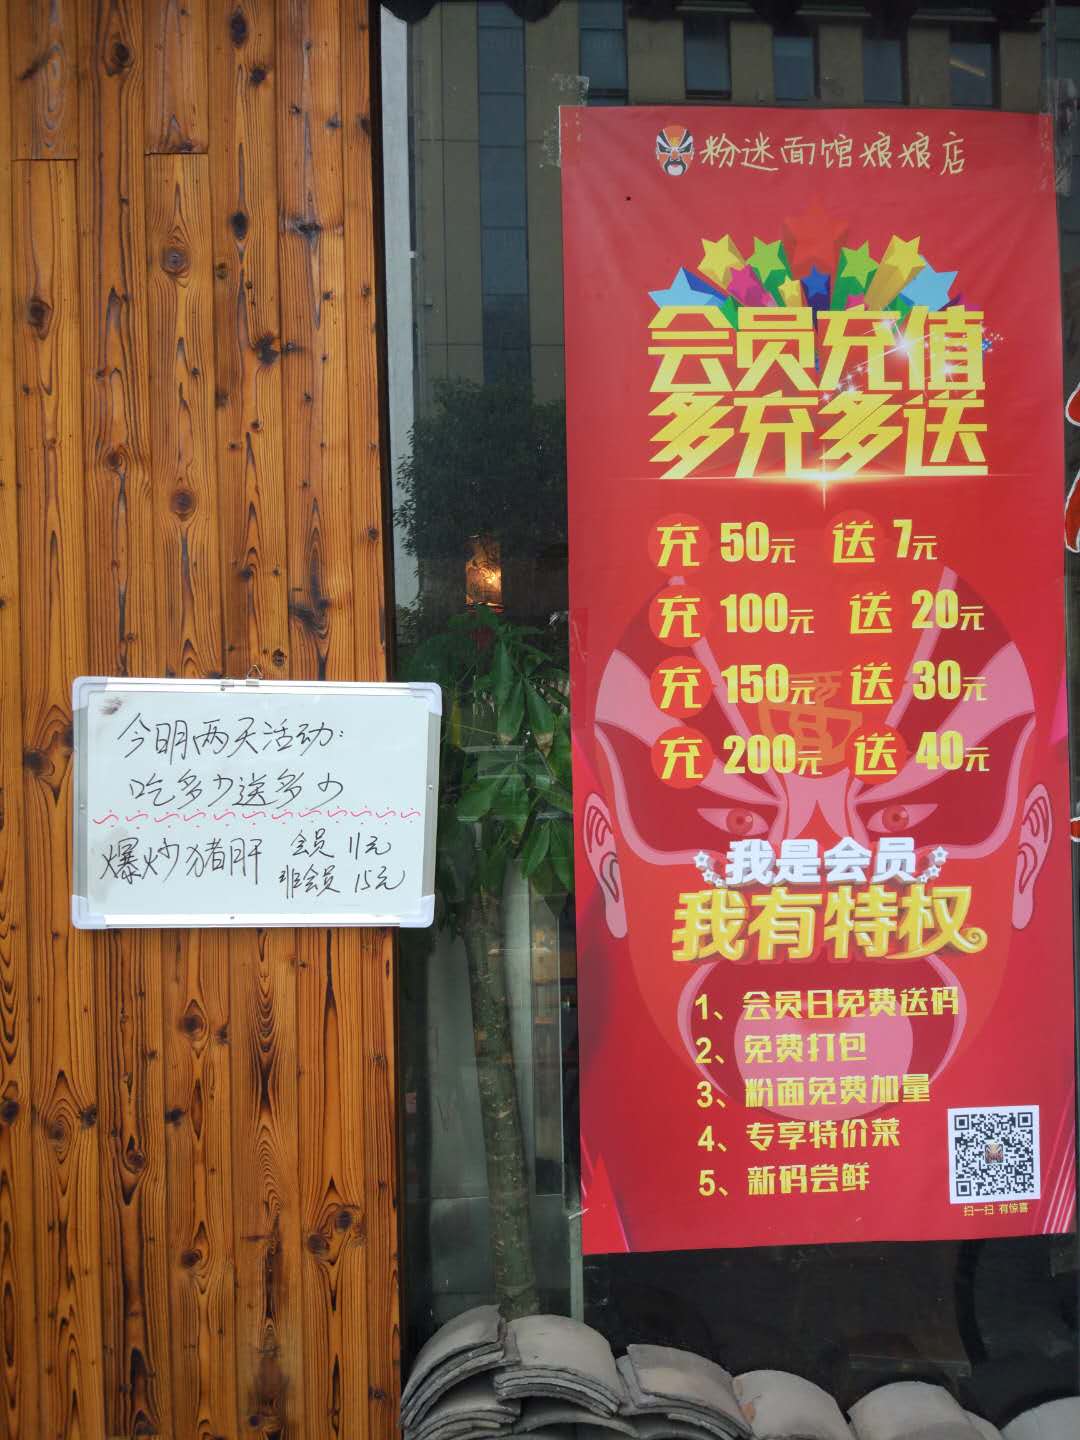 今明两天活动:
吃多少送多少
爆炒猪肝 会员 11元
非会员 15元
粉迷面馆娘娘店
会员充值
多充多送
充 50元 送 7元
充 100元 送 20元
充 150元 送 30元
充 200元 送 40元
我是会员
我有特权
1、会员日免费送码
2、免费打包
3、粉面免费加量
4、专享特价菜
5、新码尝鲜
扫一扫 有惊喜